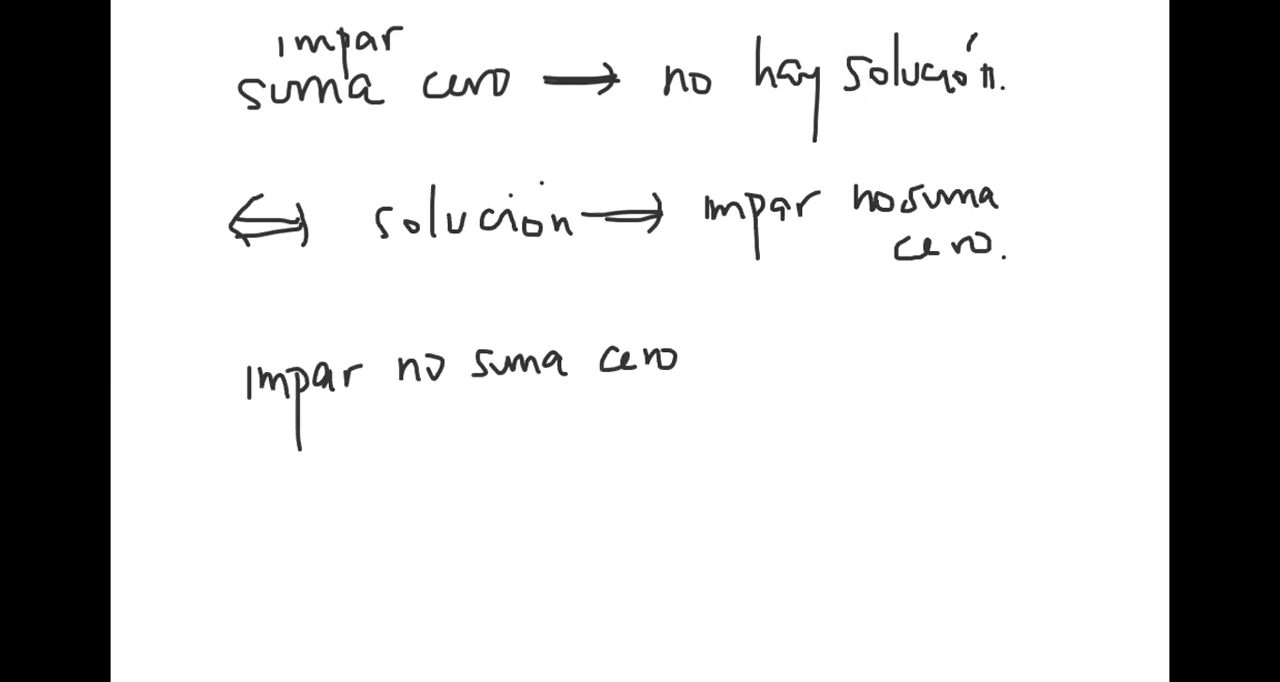 impar
suma cero → no hay solución.
⇔ solución → impar no suma
cero.
impar no suma cero